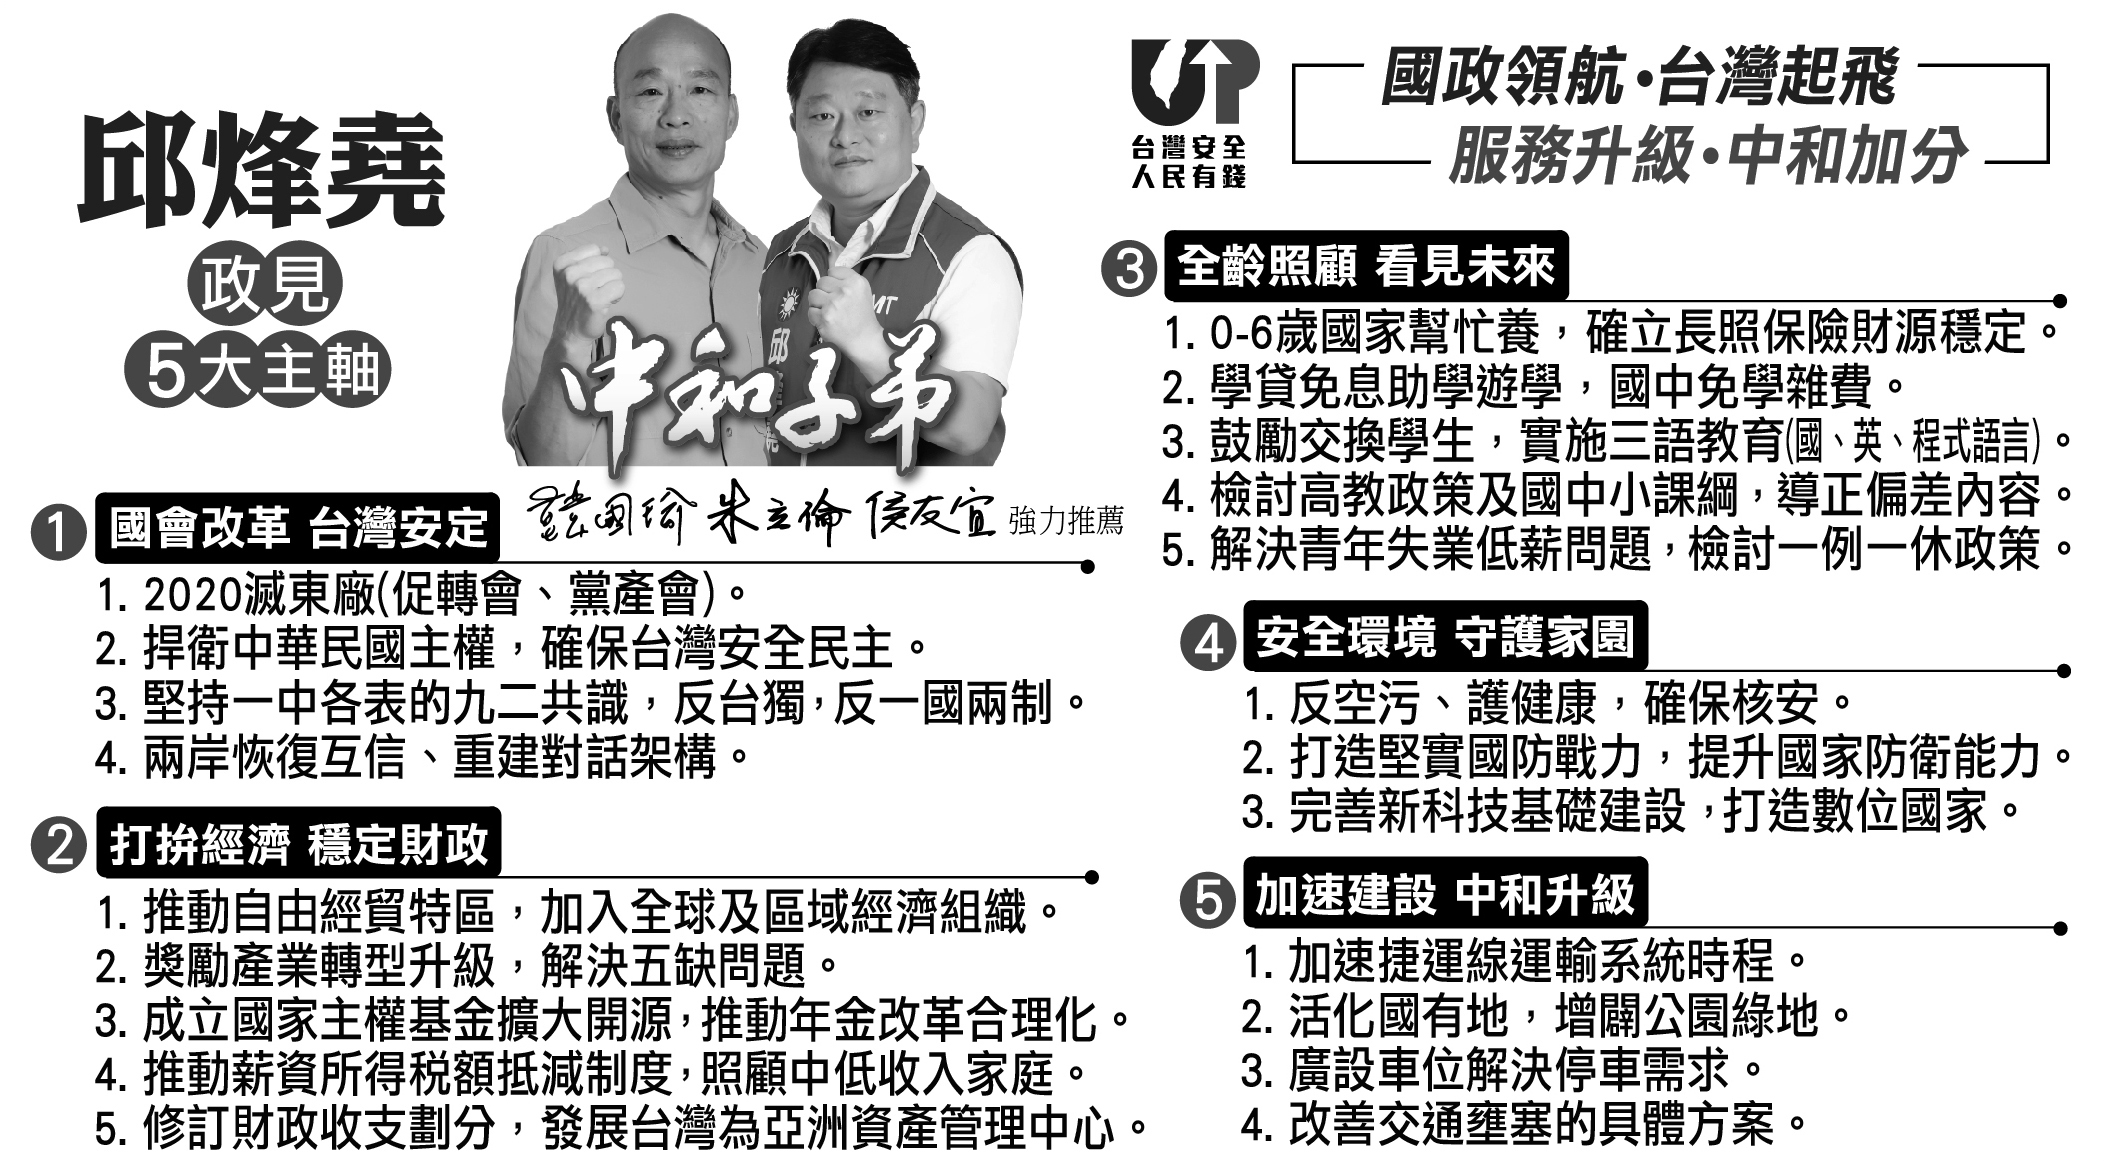 邱烽堯
政見
5大主軸
MT
邱
中和子弟
韓國瑜 朱立倫 侯友宜 強力推薦
1 國會改革 台灣安定
1. 2020滅東廠(促轉會、黨產會)。
2. 捍衛中華民國主權，確保台灣安全民主。
3. 堅持一中各表的九二共識，反台獨，反一國兩制。
4. 兩岸恢復互信、重建對話架構。
2 打拚經濟 穩定財政
1. 推動自由經貿特區，加入全球及區域經濟組織。
2. 獎勵產業轉型升級，解決五缺問題。
3. 成立國家主權基金擴大開源，推動年金改革合理化。
4. 推動薪資所得税額抵減制度，照顧中低收入家庭。
5. 修訂財政收支劃分，發展台灣為亞洲資產管理中心。
UP
台灣安全
人民有錢
國政領航·台灣起飛
服務升級·中和加分
3 全齡照顧 看見未來
1. 0-6歲國家幫忙養，確立長照保險財源穩定。
2. 學貸免息助學遊學，國中免學雜費。
3. 鼓勵交換學生，實施三語教育(國、英、程式語言)。
4. 檢討高教政策及國中小課綱，導正偏差內容。
5. 解決青年失業低薪問題，檢討一例一休政策。
4 安全環境 守護家園
1. 反空污、護健康，確保核安。
2. 打造堅實國防戰力，提升國家防衛能力。
3. 完善新科技基礎建設，打造數位國家。
5 加速建設 中和升級
1. 加速捷運線運輸系統時程。
2. 活化國有地，增闢公園綠地。
3. 廣設車位解決停車需求。
4. 改善交通壅塞的具體方案。